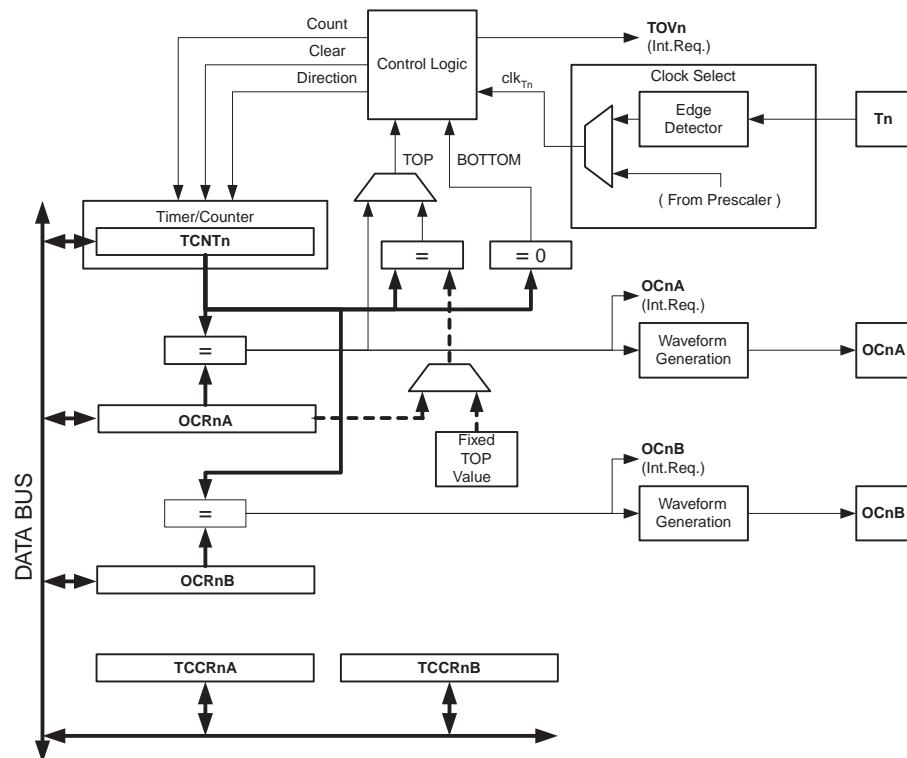 Count
Clear
Direction
Control Logic
TOVn
(Int.Req.)
clkTn
Clock Select
Edge
Detector
Tn
( From Prescaler )
TOP
BOTTOM
Timer/Counter
TCNTn
=
= 0
OCnA
(Int.Req.)
=
Waveform
Generation
OCnA
OCRnA
Fixed
TOP
Value
OCnB
(Int.Req.)
=
Waveform
Generation
OCnB
OCRnB
TCCRnA
TCCRnB
DATA BUS